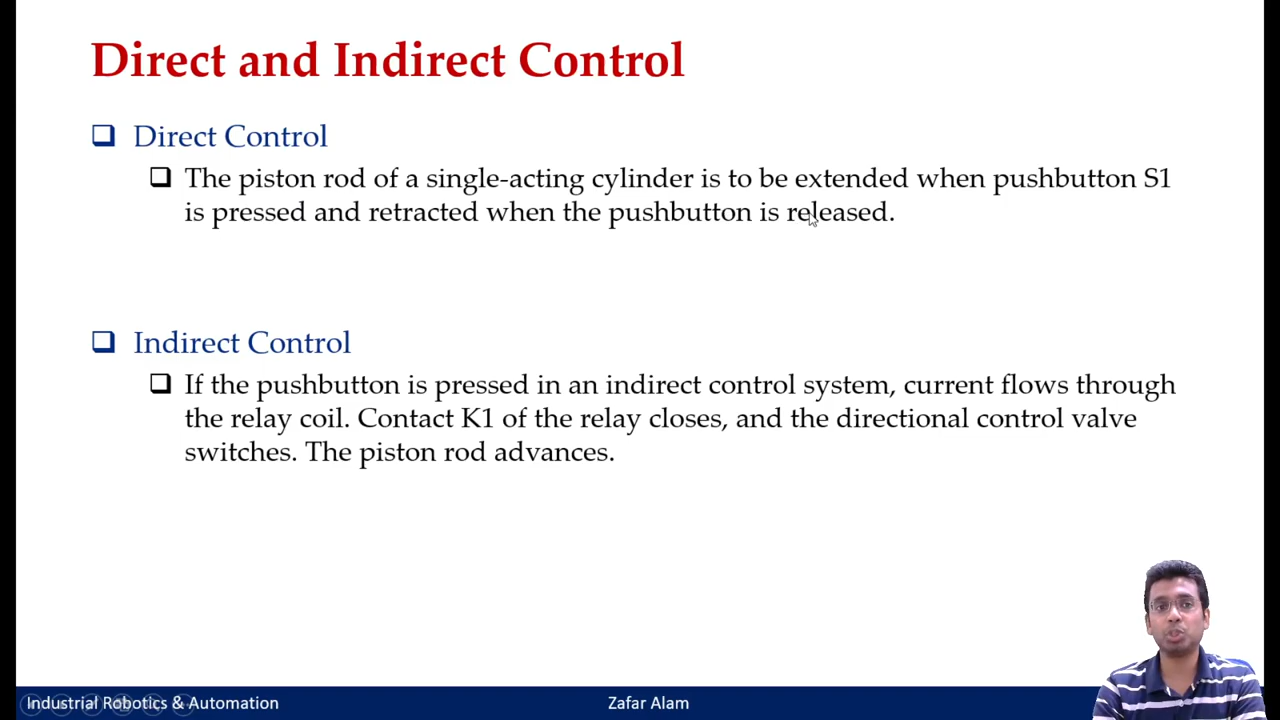 Direct and Indirect Control
Direct Control
The piston rod of a single-acting cylinder is to be extended when pushbutton S1
is pressed and retracted when the pushbutton is released.
Indirect Control
If the pushbutton is pressed in an indirect control system, current flows through
the relay coil. Contact K1 of the relay closes, and the directional control valve
switches. The piston rod advances.
Industrial Robotics & Automation
Zafar Alam